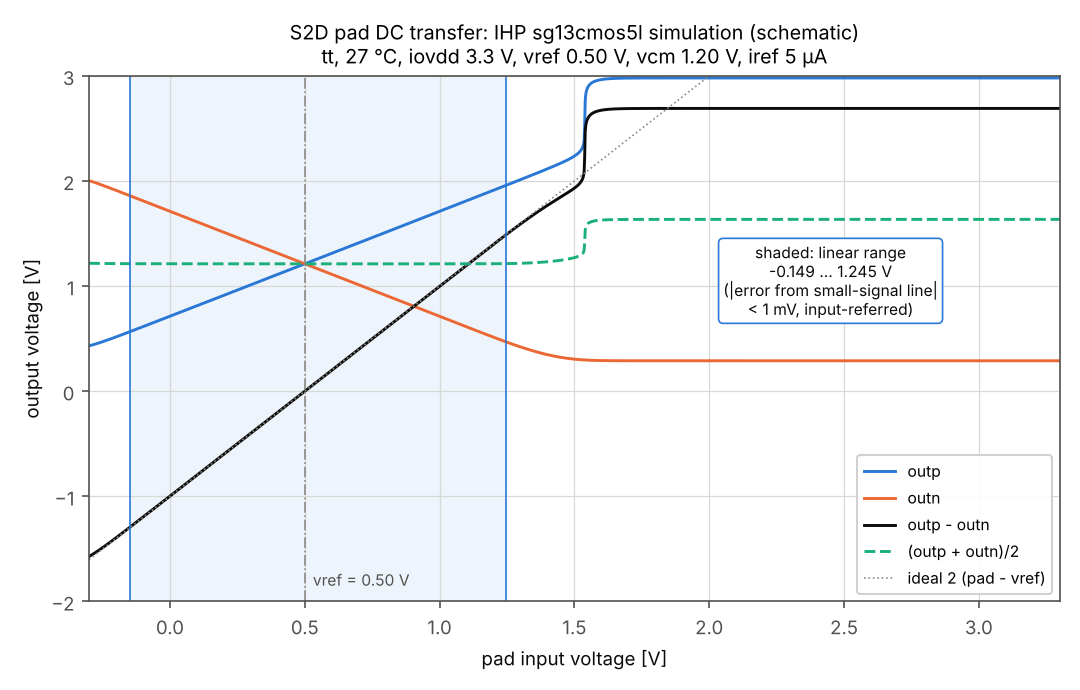 S2D pad DC transfer: IHP sg13cmos5l simulation (schematic)
tt, 27 °C, iovdd 3.3 V, vref 0.50 V, vcm 1.20 V, iref 5 µA
output voltage [V]
3
2
1
0
−1
−2
shaded: linear range
-0.149 ... 1.245 V
(|error from small-signal line|
< 1 mV, input-referred)
outp
outn
outp - outn
(outp + outn)/2
ideal 2 (pad - vref)
vref = 0.50 V
0.0 0.5 1.0 1.5 2.0 2.5 3.0
pad input voltage [V]